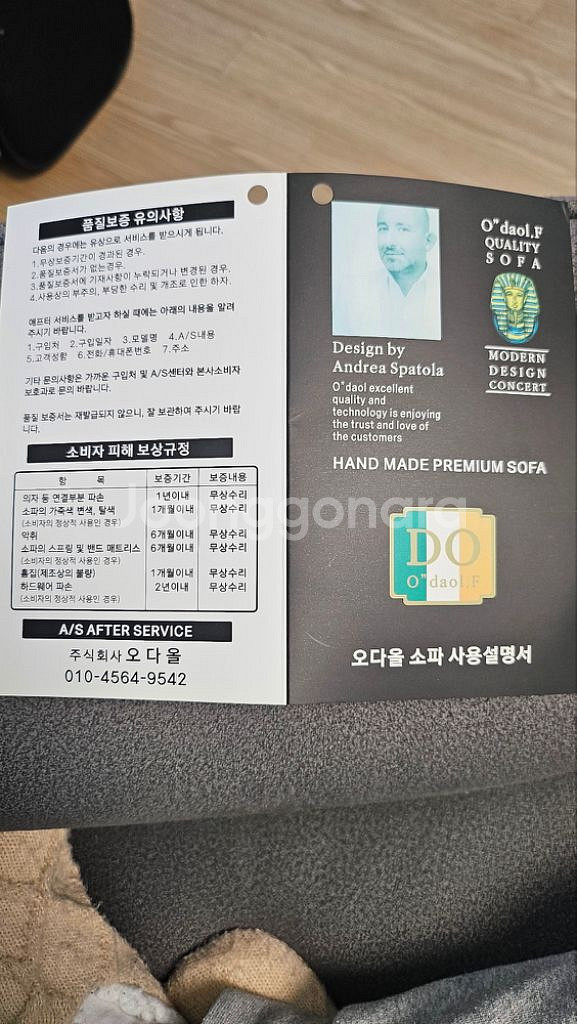 품질보증 유의사항
다음의 경우에는 유상으로 서비스를 받으시게 됩니다.
1.무상보증기간이 경과된 경우.
2.품질보증서가 없는경우.
3.품질보증서에 기재사항이 누락되거나 변경된 경우.
4.사용상의 부주의, 부당한 수리 및 개조로 인한 하자.
애프터 서비스를 받고자 하실 때에는 아래의 내용을 알려
주시기 바랍니다.
1.구입처 2.구입일자 3.모델명 4.A/S내용
5.고객성함 6.전화/휴대폰번호 7.주소
기타 문의사항은 가까운 구입처 및 A/S센터와 본사소비자
보호과로 문의 바랍니다.
품질 보증서는 재발급되지 않으니, 잘 보관하여 주시기 바랍
니다.
소비자 피해 보상규정
항 목 보증기간 보증내용
의자 등 연결부분 파손 1년이내 무상수리
소파의 가죽색 변색, 탈색 1개월이내 무상수리
(소비자의 정상적 사용인 경우)
악취 6개월이내 무상수리
소파의 스프링 및 밴드 매트리스 6개월이내 무상수리
(소비자의 정상적 사용인 경우)
흠집(제조상의 불량) 1개월이내 무상수리
하드웨어 파손 2년이내 무상수리
(소비자의 정상적 사용인 경우)
A/S AFTER SERVICE
주식회사 오다올
010-4564-9542
O"daol.F
QUALITY
SOFA
MODERN
DESIGN
CONCERT
Design by
Andrea Spatola
O"daol excellent
quality and
technology is enjoying
the trust and love of
the customers
HAND MADE PREMIUM SOFA
DO
O"daol.F
오다올 소파 사용설명서
Joonggonara